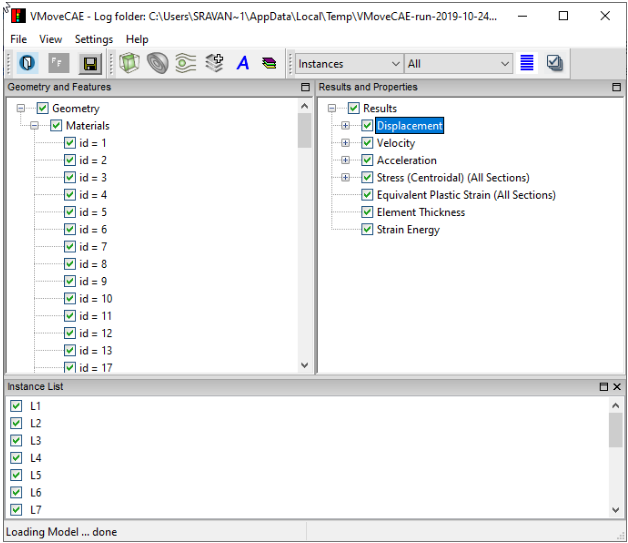 VMoveCAE - Log folder: C:\Users\SRAVAN~1\AppData\Local\Temp\VMoveCAE-run-2019-10-24...
File View Settings Help
Instances All
Geometry and Features
Geometry
Materials
id = 1
id = 2
id = 3
id = 4
id = 5
id = 6
id = 7
id = 8
id = 9
id = 10
id = 11
id = 12
id = 13
id = 17
Results and Properties
Results
Displacement
Velocity
Acceleration
Stress (Centroidal) (All Sections)
Equivalent Plastic Strain (All Sections)
Element Thickness
Strain Energy
Instance List
L1
L2
L3
L4
L5
L6
L7
Loading Model ... done